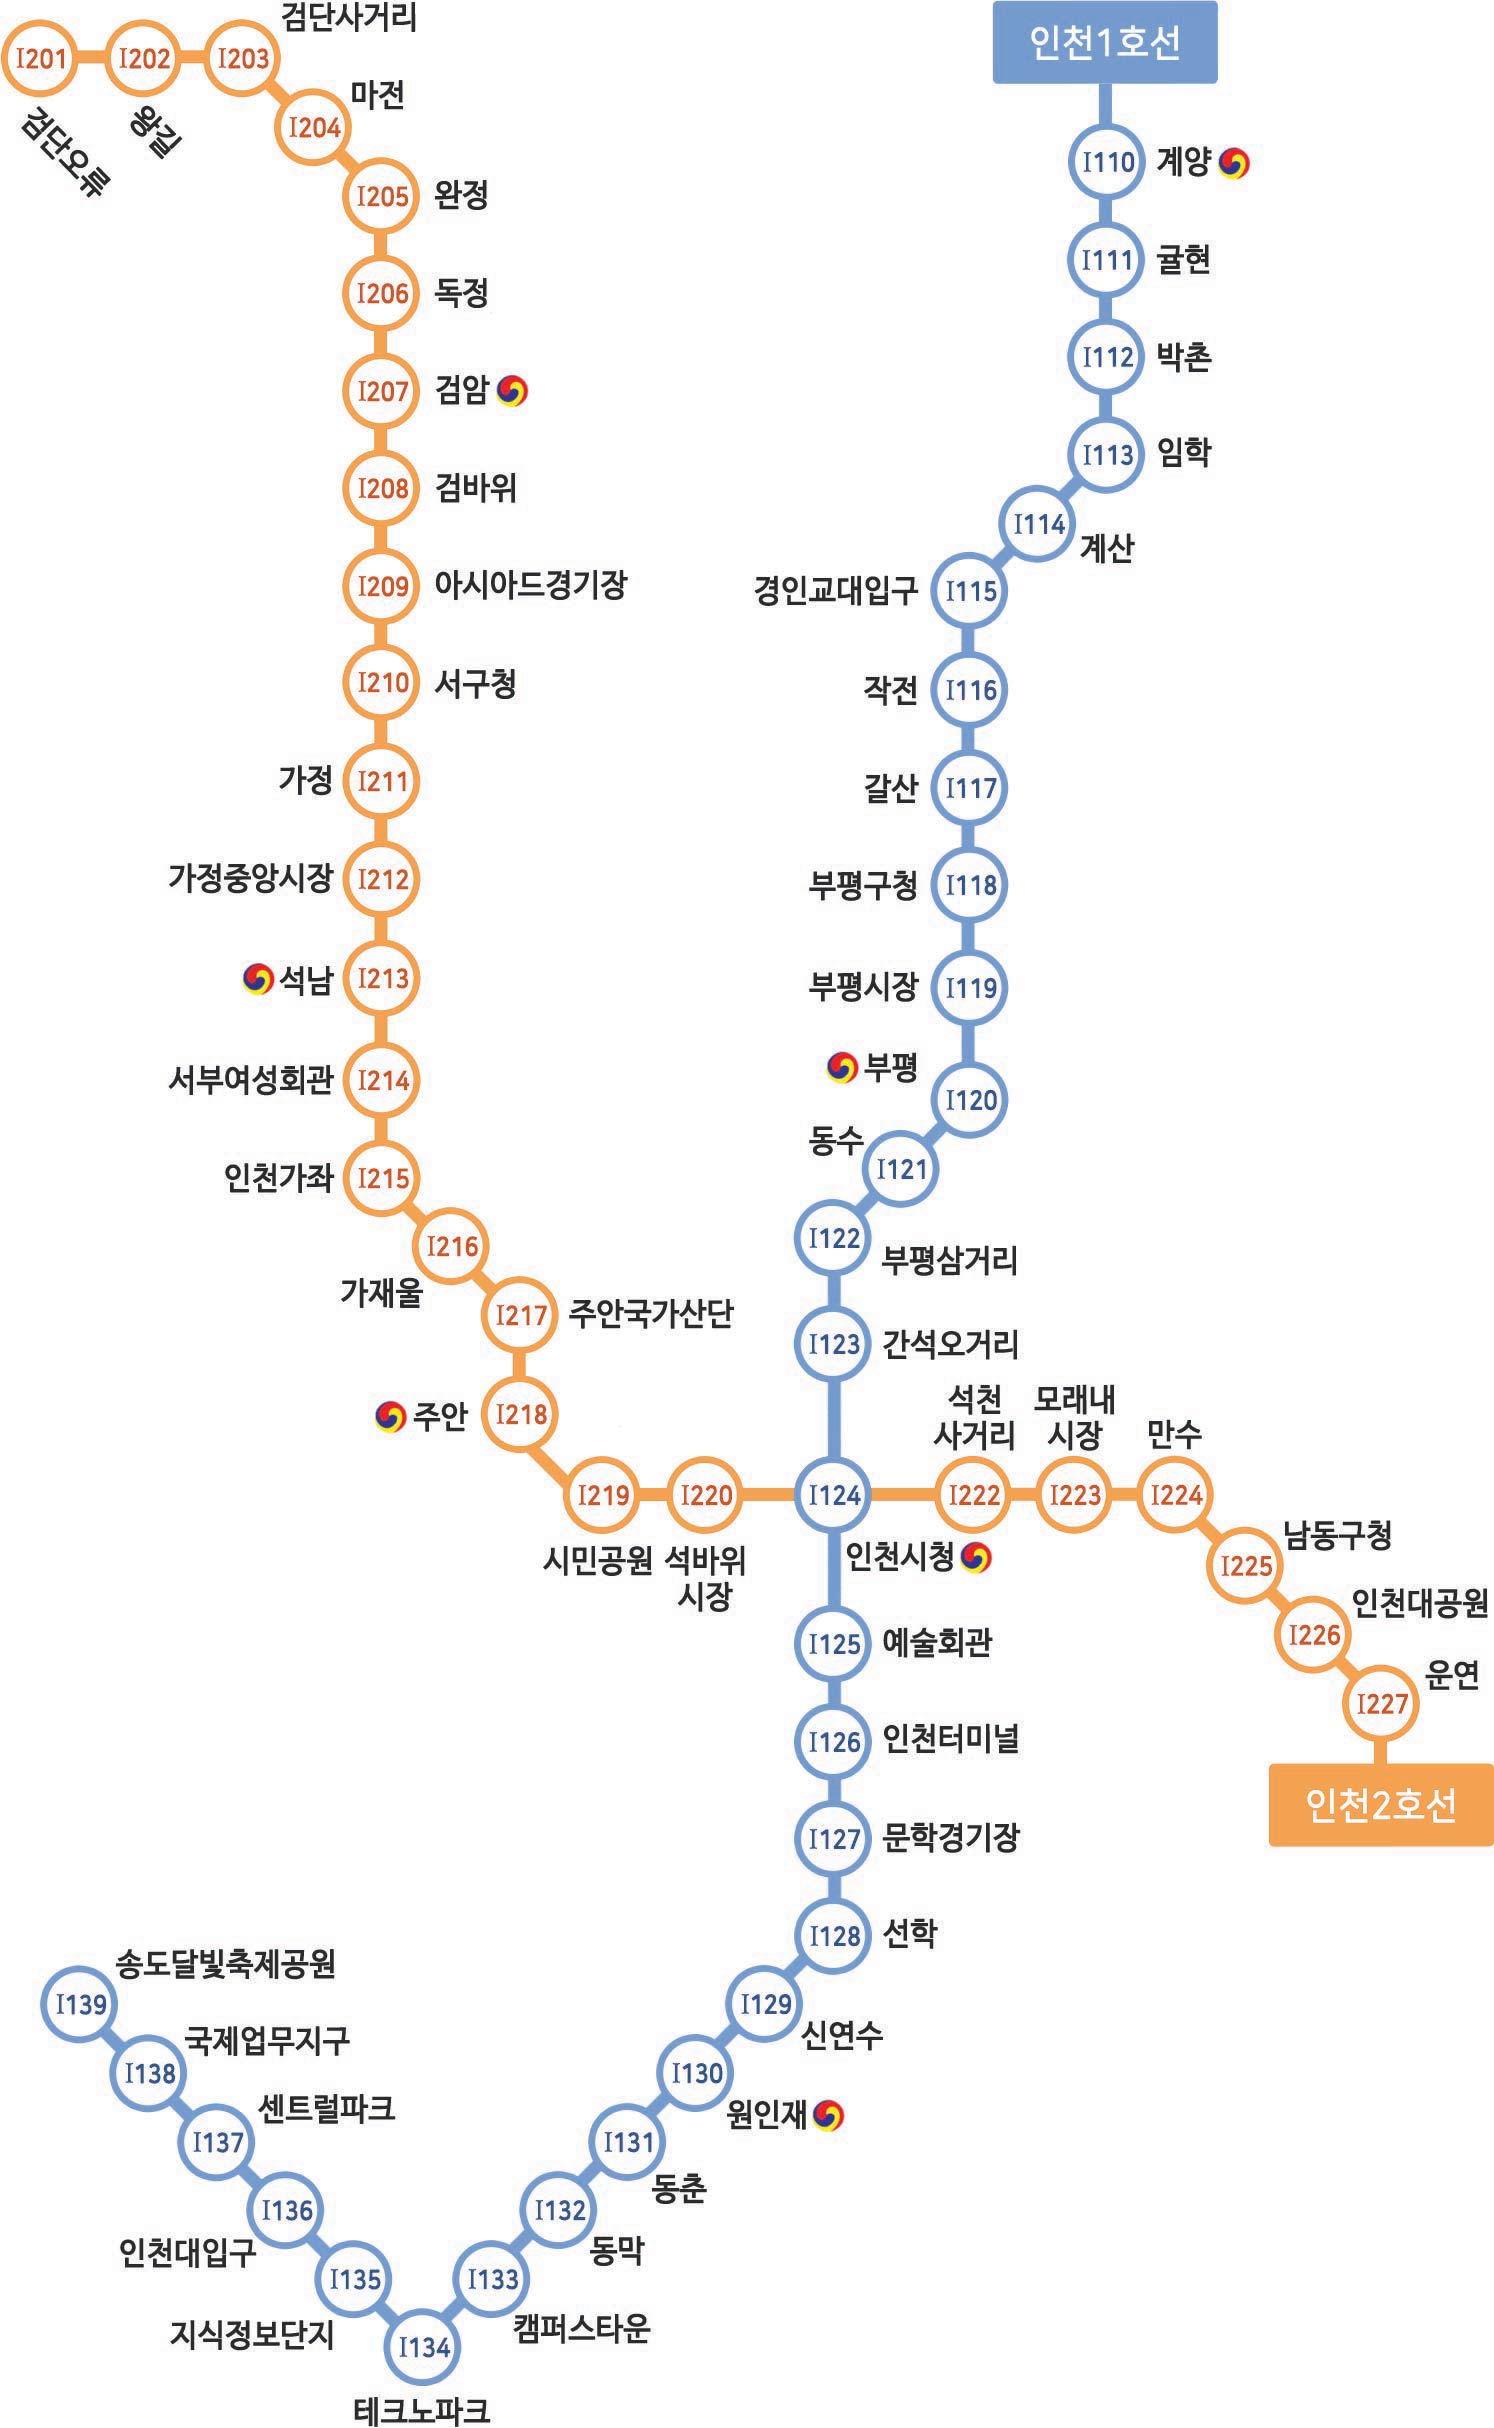 인천1호선
I110 계양
I111 귤현
I112 박촌
I113 임학
I114 계산
I115 경인교대입구
I116 작전
I117 갈산
I118 부평구청
I119 부평시장
I120 부평
I121 동수
I122 부평삼거리
I123 간석오거리
I124 인천시청
I125 예술회관
I126 인천터미널
I127 문학경기장
I128 선학
I129 신연수
I130 원인재
I131 동춘
I132 동막
I133 캠퍼스타운
I134 테크노파크
I135 지식정보단지
I136 인천대입구
I137 센트럴파크
I138 국제업무지구
I139 송도달빛축제공원
I201 검단오류
I202 왕길
I203 검단사거리
I204 마전
I205 완정
I206 독정
I207 검암
I208 검바위
I209 아시아드경기장
I210 서구청
I211 가정
I212 가정중앙시장
I213 석남
I214 서부여성회관
I215 인천가좌
I216 가재울
I217 주안국가산단
I218 주안
I219 시민공원
I220 석바위
시장
I222 석천
사거리
I223 모래내
시장
I224 만수
I225 남동구청
I226 인천대공원
I227 운연
인천2호선